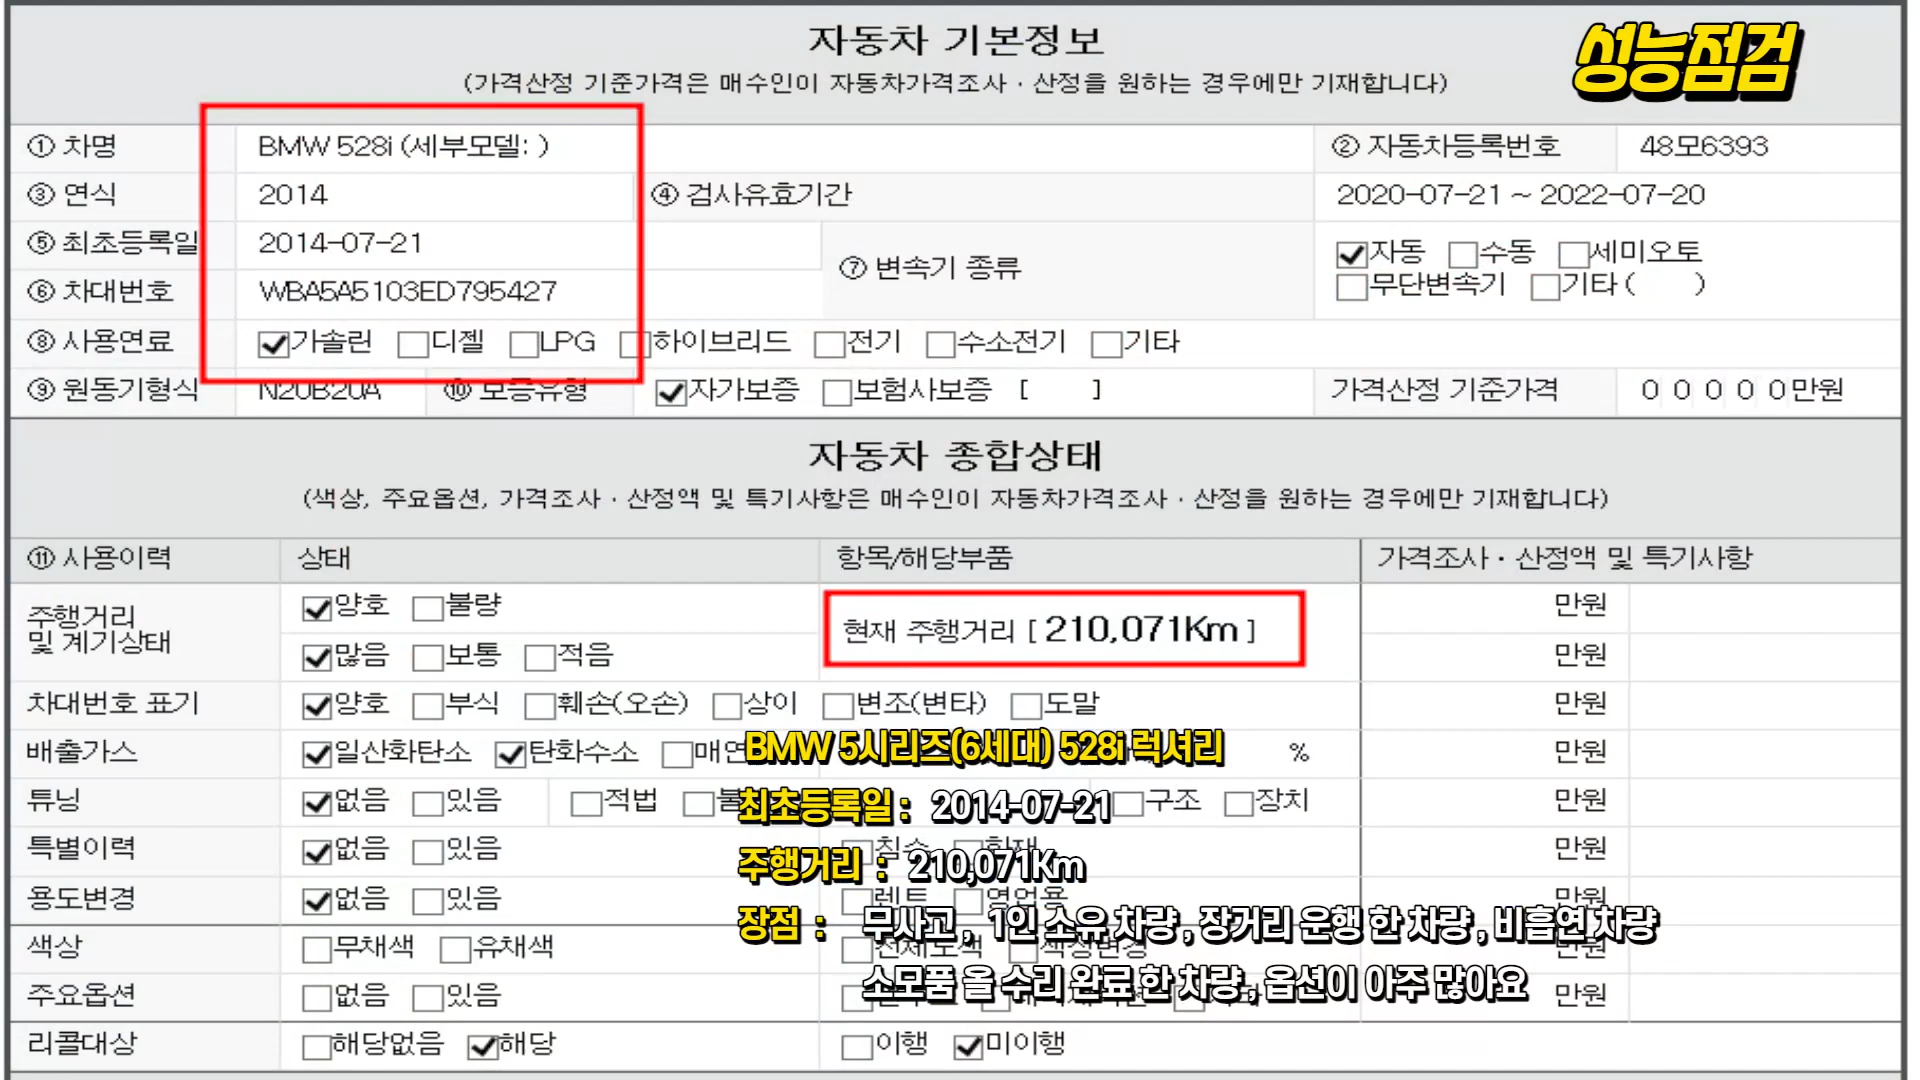 자동차 기본정보
성능점검
(가격산정 기준가격은 매수인이 자동차가격조사 · 산정을 원하는 경우에만 기재합니다)
① 차명 BMW 528i (세부모델: ) ② 자동차등록번호 48모6393
③ 연식 2014 ④ 검사유효기간 2020-07-21 ~ 2022-07-20
⑤ 최초등록일 2014-07-21 ⑦ 변속기 종류 자동 수동 세미오토
⑥ 차대번호 WBA5A5103ED795427 무단변속기 기타 ( )
⑧ 사용연료 가솔린 디젤 LPG 하이브리드 전기 수소전기 기타
⑨ 원동기형식 N20B20A ⑩ 보증유형 자가보증 보험사보증 [ ] 가격산정 기준가격 0 0 0 0 0만원
자동차 종합상태
(색상, 주요옵션, 가격조사 · 산정액 및 특기사항은 매수인이 자동차가격조사 · 산정을 원하는 경우에만 기재합니다)
⑪ 사용이력 상태 항목/해당부품 가격조사 · 산정액 및 특기사항
주행거리
및 계기상태
양호 불량 만원
현재 주행거리 [ 210,071Km ]
많음 보통 적음 만원
차대번호 표기 양호 부식 훼손(오손) 상이 변조(변타) 도말 만원
배출가스 일산화탄소 탄화수소 매연 % 만원
BMW 5시리즈(6세대) 528i 럭셔리
튜닝 없음 있음 적법 구조 장치 만원
최초등록일 : 2014-07-21
특별이력 없음 있음 침수 화재 만원
주행거리 : 210,071Km
용도변경 없음 있음 렌트 영업용 만원
장점 : 무사고 , 1인 소유 차량 , 장거리 운행 한 차량 , 비흡연 차량
색상 무채색 유채색 전체도색 색상변경 만원
소모품 올 수리 완료 한 차량 , 옵션이 아주 많아요
주요옵션 없음 있음 만원
리콜대상 해당없음 해당 이행 미이행